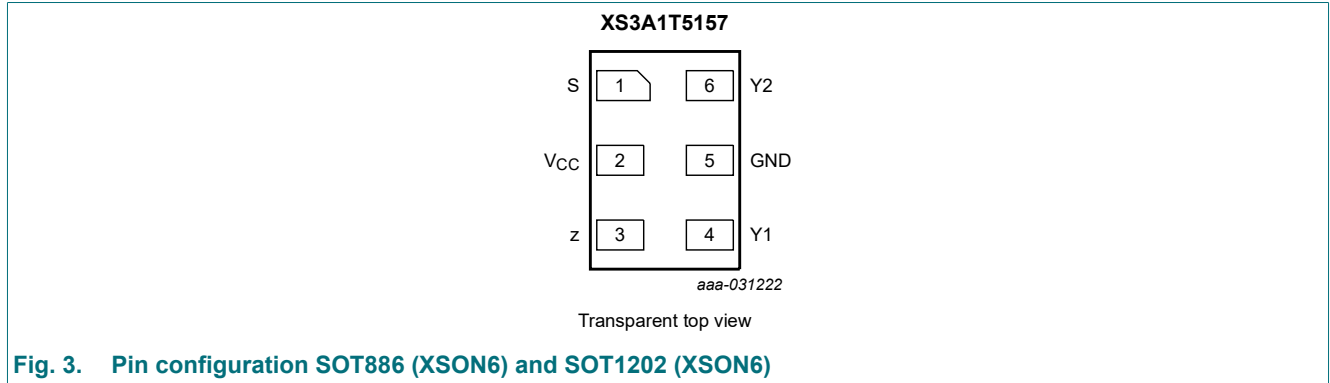 XS3A1T5157
S 1 6 Y2
VCC 2 5 GND
z 3 4 Y1
aaa-031222
Transparent top view
Fig. 3. Pin configuration SOT886 (XSON6) and SOT1202 (XSON6)